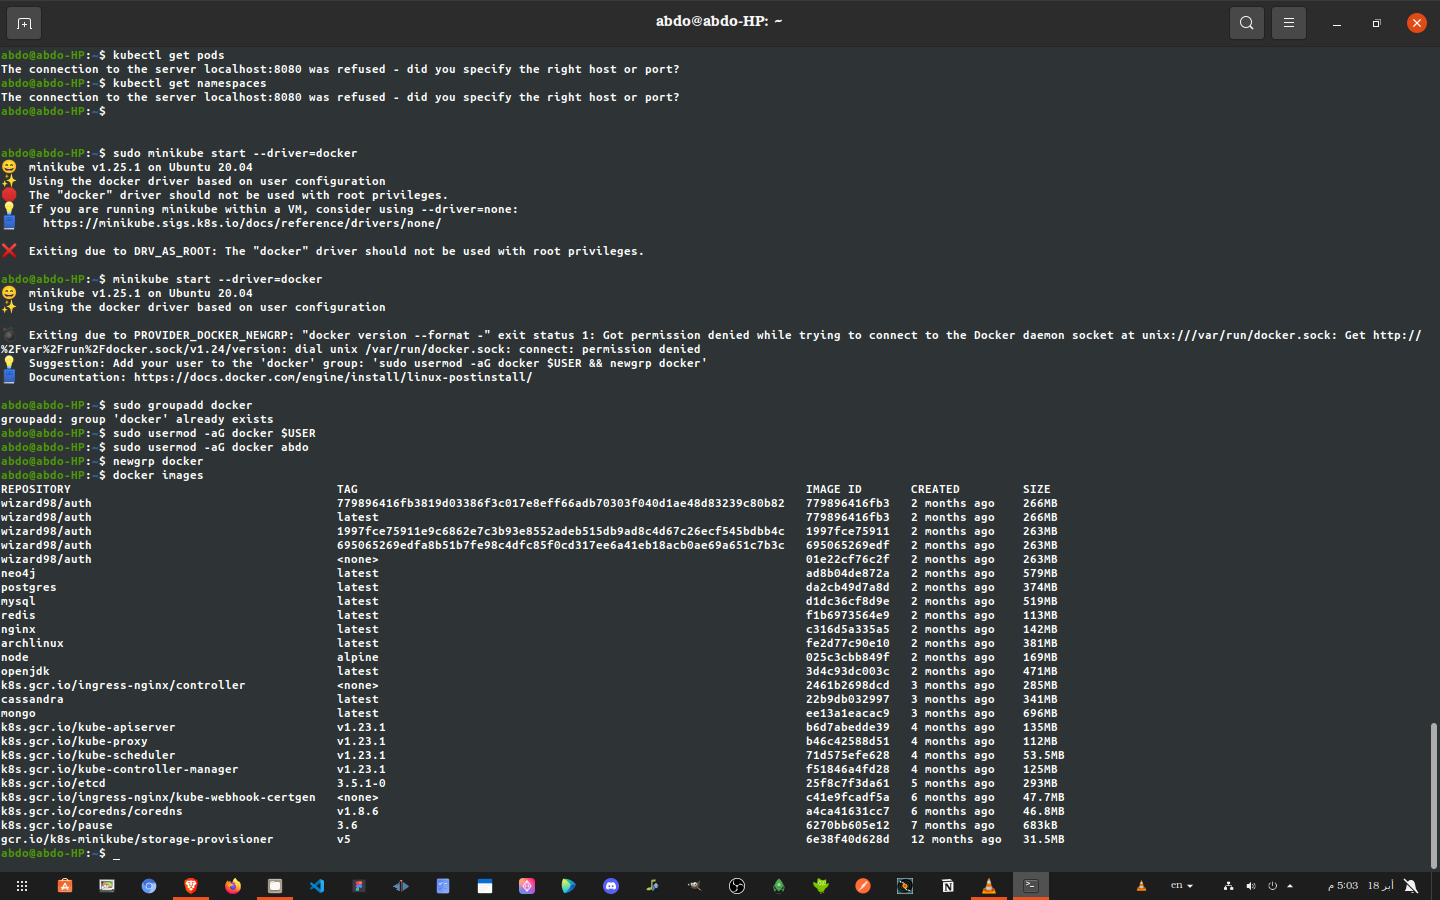 abdo@abdo-HP: ~
abdo@abdo-HP:~$ kubectl get pods
The connection to the server localhost:8080 was refused - did you specify the right host or port?
abdo@abdo-HP:~$ kubectl get namespaces
The connection to the server localhost:8080 was refused - did you specify the right host or port?
abdo@abdo-HP:~$
abdo@abdo-HP:~$ sudo minikube start --driver=docker
😄  minikube v1.25.1 on Ubuntu 20.04
✨  Using the docker driver based on user configuration
🛑  The "docker" driver should not be used with root privileges.
💡  If you are running minikube within a VM, consider using --driver=none:
📘    https://minikube.sigs.k8s.io/docs/reference/drivers/none/
❌  Exiting due to DRV_AS_ROOT: The "docker" driver should not be used with root privileges.
abdo@abdo-HP:~$ minikube start --driver=docker
😄  minikube v1.25.1 on Ubuntu 20.04
✨  Using the docker driver based on user configuration
💣  Exiting due to PROVIDER_DOCKER_NEWGRP: "docker version --format -" exit status 1: Got permission denied while trying to connect to the Docker daemon socket at unix:///var/run/docker.sock: Get http://
%2Fvar%2Frun%2Fdocker.sock/v1.24/version: dial unix /var/run/docker.sock: connect: permission denied
💡  Suggestion: Add your user to the 'docker' group: 'sudo usermod -aG docker $USER && newgrp docker'
📘  Documentation: https://docs.docker.com/engine/install/linux-postinstall/
abdo@abdo-HP:~$ sudo groupadd docker
groupadd: group 'docker' already exists
abdo@abdo-HP:~$ sudo usermod -aG docker $USER
abdo@abdo-HP:~$ sudo usermod -aG docker abdo
abdo@abdo-HP:~$ newgrp docker
abdo@abdo-HP:~$ docker images
REPOSITORY TAG IMAGE ID CREATED SIZE
wizard98/auth 779896416fb3819d03386f3c017e8eff66adb70303f040d1ae48d83239c80b82 779896416fb3 2 months ago 266MB
wizard98/auth latest 779896416fb3 2 months ago 266MB
wizard98/auth 1997fce75911e9c6862e7c3b93e8552adeb515db9ad8c4d67c26ecf545bdbb4c 1997fce75911 2 months ago 263MB
wizard98/auth 695065269edfa8b51b7fe98c4dfc85f0cd317ee6a41eb18acb0ae69a651c7b3c 695065269edf 2 months ago 263MB
wizard98/auth <none> 01e22cf76c2f 2 months ago 263MB
neo4j latest ad8b04de872a 2 months ago 579MB
postgres latest da2cb49d7a8d 2 months ago 374MB
mysql latest d1dc36cf8d9e 2 months ago 519MB
redis latest f1b6973564e9 2 months ago 113MB
nginx latest c316d5a335a5 2 months ago 142MB
archlinux latest fe2d77c90e10 2 months ago 381MB
node alpine 025c3cbb849f 2 months ago 169MB
openjdk latest 3d4c93dc003c 2 months ago 471MB
k8s.gcr.io/ingress-nginx/controller <none> 2461b2698dcd 3 months ago 285MB
cassandra latest 22b9db032997 3 months ago 341MB
mongo latest ee13a1eacac9 3 months ago 696MB
k8s.gcr.io/kube-apiserver v1.23.1 b6d7abedde39 4 months ago 135MB
k8s.gcr.io/kube-proxy v1.23.1 b46c42588d51 4 months ago 112MB
k8s.gcr.io/kube-scheduler v1.23.1 71d575efe628 4 months ago 53.5MB
k8s.gcr.io/kube-controller-manager v1.23.1 f51846a4fd28 4 months ago 125MB
k8s.gcr.io/etcd 3.5.1-0 25f8c7f3da61 5 months ago 293MB
k8s.gcr.io/ingress-nginx/kube-webhook-certgen <none> c41e9fcadf5a 6 months ago 47.7MB
k8s.gcr.io/coredns/coredns v1.8.6 a4ca41631cc7 6 months ago 46.8MB
k8s.gcr.io/pause 3.6 6270bb605e12 7 months ago 683kB
gcr.io/k8s-minikube/storage-provisioner v5 6e38f40d628d 12 months ago 31.5MB
abdo@abdo-HP:~$ _
en 5:03 م أبر 18